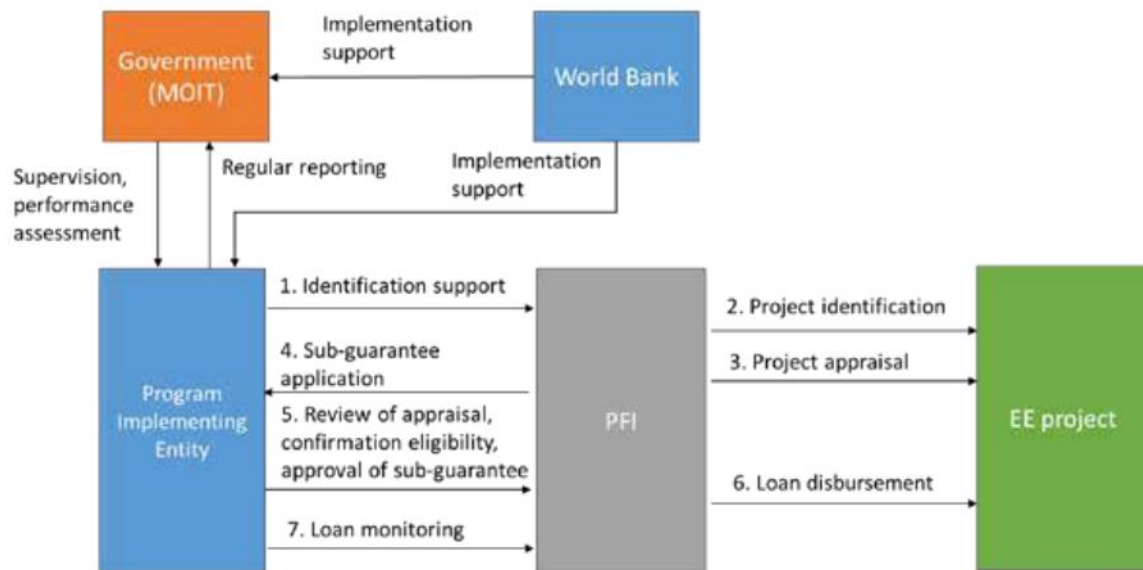 Implementation
support
Government
(MOIT)
World Bank
Implementation
support
Regular reporting
Supervision,
performance
assessment
1. Identification support
2. Project identification
4. Sub-guarantee
application
3. Project appraisal
Program
Implementing
Entity
5. Review of appraisal,
confirmation eligibility,
approval of sub-guarantee
PFI
EE project
6. Loan disbursement
7. Loan monitoring